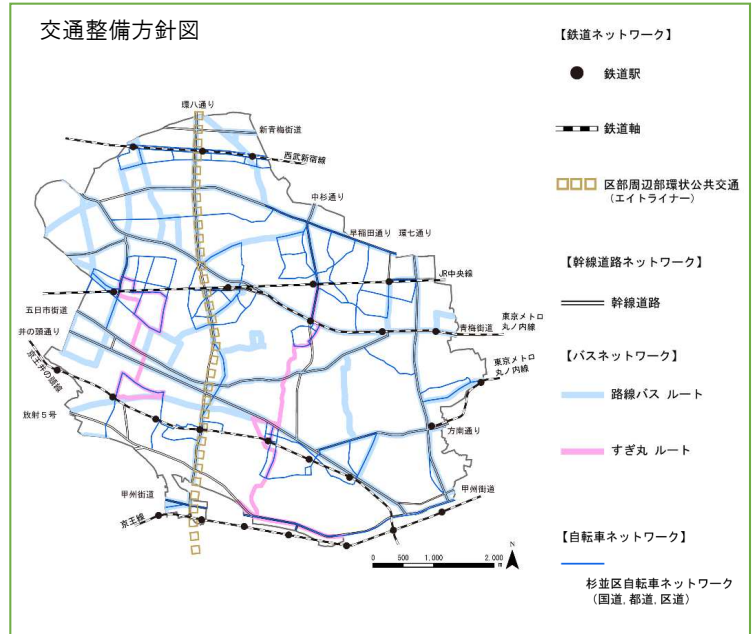 交通整備方針図
環八通り
新青梅街道
西武新宿線
中杉通り
早稲田通り
環七通り
JR中央線
五日市街道
井の頭通り
京王井の頭線
放射5号
東京メトロ
丸ノ内線
青梅街道
東京メトロ
丸ノ内線
方南通り
甲州街道
甲州街道
京王線
0 500 1,000 2,000
m
N
【鉄道ネットワーク】
鉄道駅
鉄道軸
区部周辺部環状公共交通
（エイトライナー）
【幹線道路ネットワーク】
幹線道路
【バスネットワーク】
路線バス ルート
すぎ丸 ルート
【自転車ネットワーク】
杉並区自転車ネットワーク
（国道, 都道, 区道）